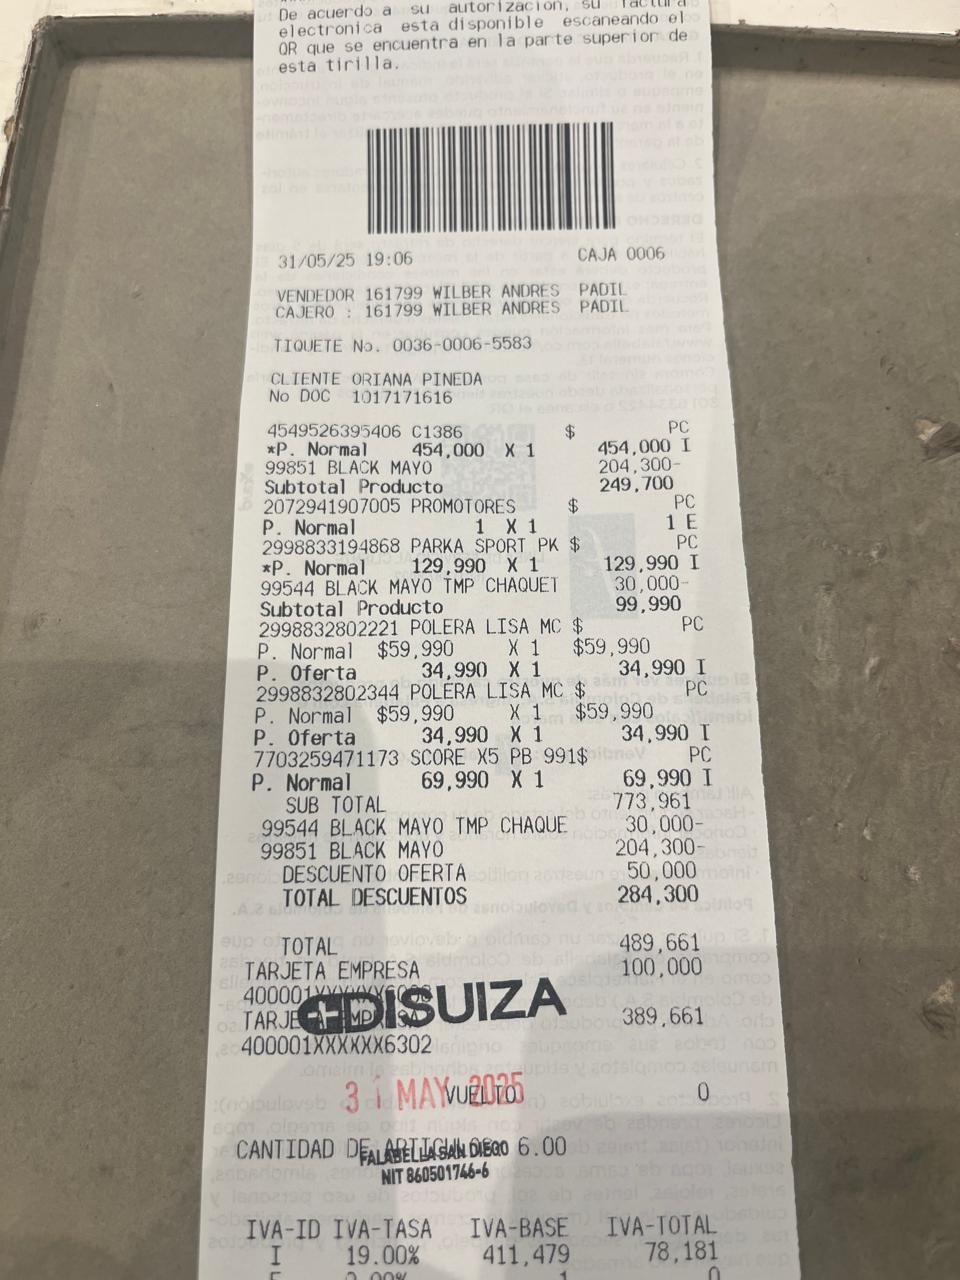 De acuerdo a su autorizacion, su factura
electronica esta disponible escaneando el
QR que se encuentra en la parte superior de
esta tirilla.
31/05/25 19:06 CAJA 0006
VENDEDOR 161799 WILBER ANDRES PADIL
CAJERO : 161799 WILBER ANDRES PADIL
TIQUETE No. 0036-0006-5583
CLIENTE ORIANA PINEDA
No DOC 1017171616
4549526395406 C1386 $ PC
*P. Normal 454,000 X 1 454,000 I
99851 BLACK MAYO 204,300-
Subtotal Producto 249,700
2072941907005 PROMOTORES $ PC
P. Normal 1 X 1 1 E
2998833194868 PARKA SPORT PK $ PC
*P. Normal 129,990 X 1 129,990 I
99544 BLACK MAYO TMP CHAQUET 30,000-
Subtotal Producto 99,990
2998832802221 POLERA LISA MC $ PC
P. Normal $59,990 X 1 $59,990
P. Oferta 34,990 X 1 34,990 I
2998832802344 POLERA LISA MC $ PC
P. Normal $59,990 X 1 $59,990
P. Oferta 34,990 X 1 34,990 I
7703259471173 SCORE X5 PB 991$ PC
P. Normal 69,990 X 1 69,990 I
SUB TOTAL 773,961
99544 BLACK MAYO TMP CHAQUE 30,000-
99851 BLACK MAYO 204,300-
DESCUENTO OFERTA 50,000
TOTAL DESCUENTOS 284,300
TOTAL 489,661
TARJETA EMPRESA 100,000
DISUIZA
TARJETA EMPRESA 389,661
400001XXXXXX6302
31 MAY 2025
VUELTO 0
CANTIDAD DE ARTICULOS 6.00
FALABELLA SAN DIEGO
NIT 860501746-6
IVA-ID IVA-TASA IVA-BASE IVA-TOTAL
I 19.00% 411,479 78,181